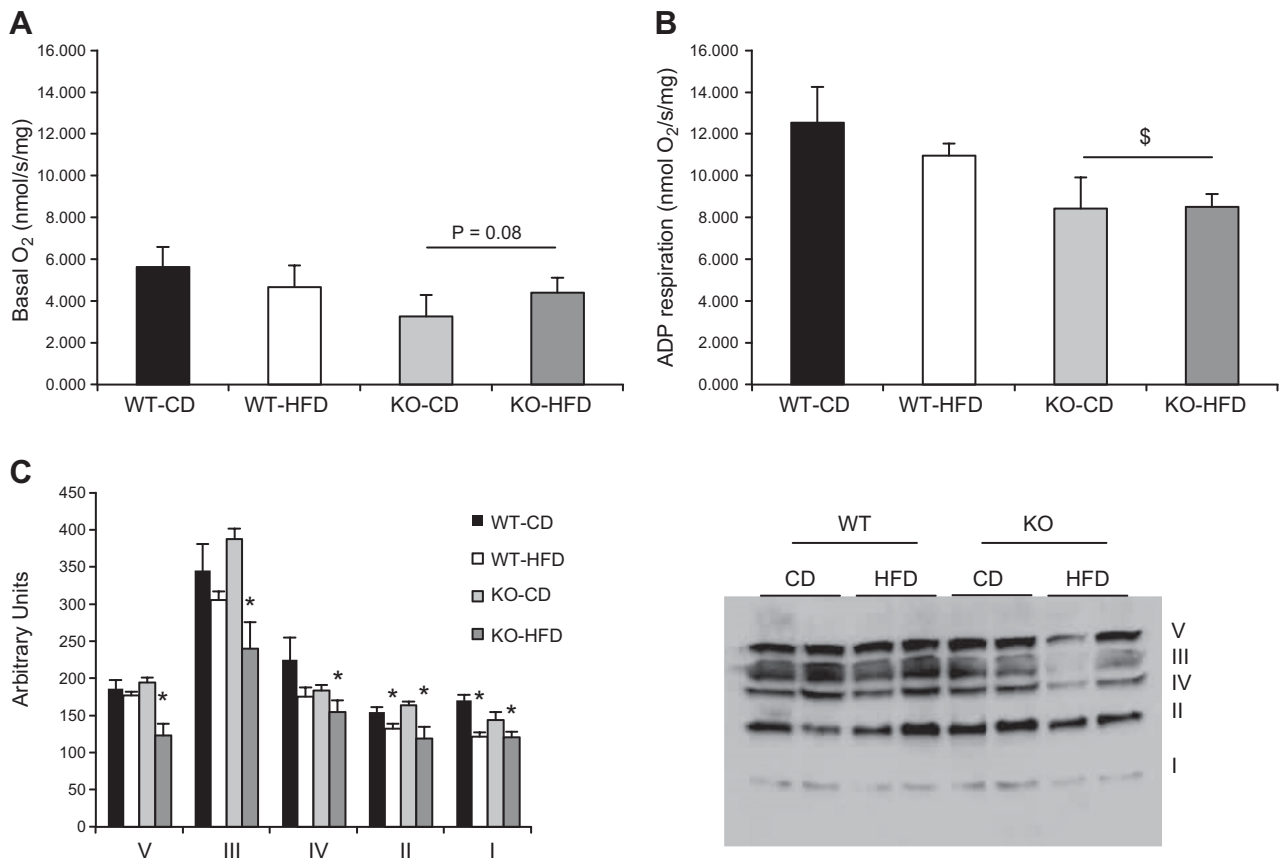 A
16.000
14.000
12.000
10.000
8.000
6.000
4.000
2.000
0.000
Basal O2 (nmol/s/mg)
P = 0.08
WT-CD WT-HFD KO-CD KO-HFD
B
16.000
14.000
12.000
10.000
8.000
6.000
4.000
2.000
0.000
ADP respiration (nmol O2/s/mg)
$
WT-CD WT-HFD KO-CD KO-HFD
C
450
400
350
300
250
200
150
100
50
0
Arbitrary Units
* * * * * * *
V III IV II I
WT-CD
WT-HFD
KO-CD
KO-HFD
WT KO
CD HFD CD HFD
V
III
IV
II
I